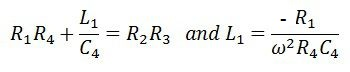 R₁R₄ + L₁/C₄ = R₂R₃ and L₁ = - R₁/ω²R₄C₄